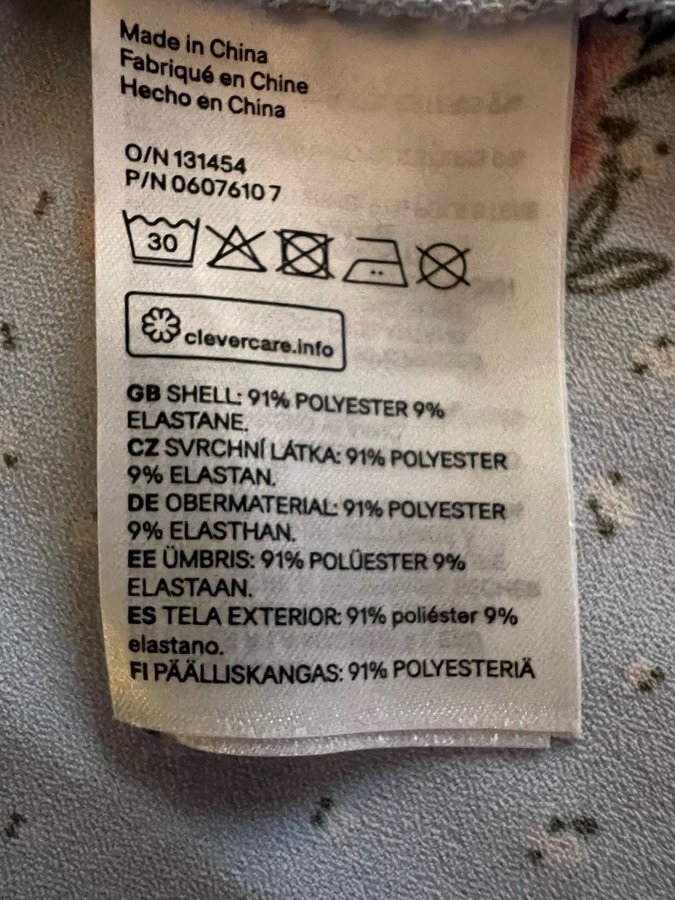 Made in China
Fabriqué en Chine
Hecho en China
O/N 131454
P/N 0607610 7
30
clevercare.info
GB SHELL: 91% POLYESTER 9%
ELASTANE.
CZ SVRCHNÍ LÁTKA: 91% POLYESTER
9% ELASTAN.
DE OBERMATERIAL: 91% POLYESTER
9% ELASTHAN.
EE ÜMBRIS: 91% POLÜESTER 9%
ELASTAAN.
ES TELA EXTERIOR: 91% poliéster 9%
elastano.
FI PÄÄLLISKANGAS: 91% POLYESTERIÄ